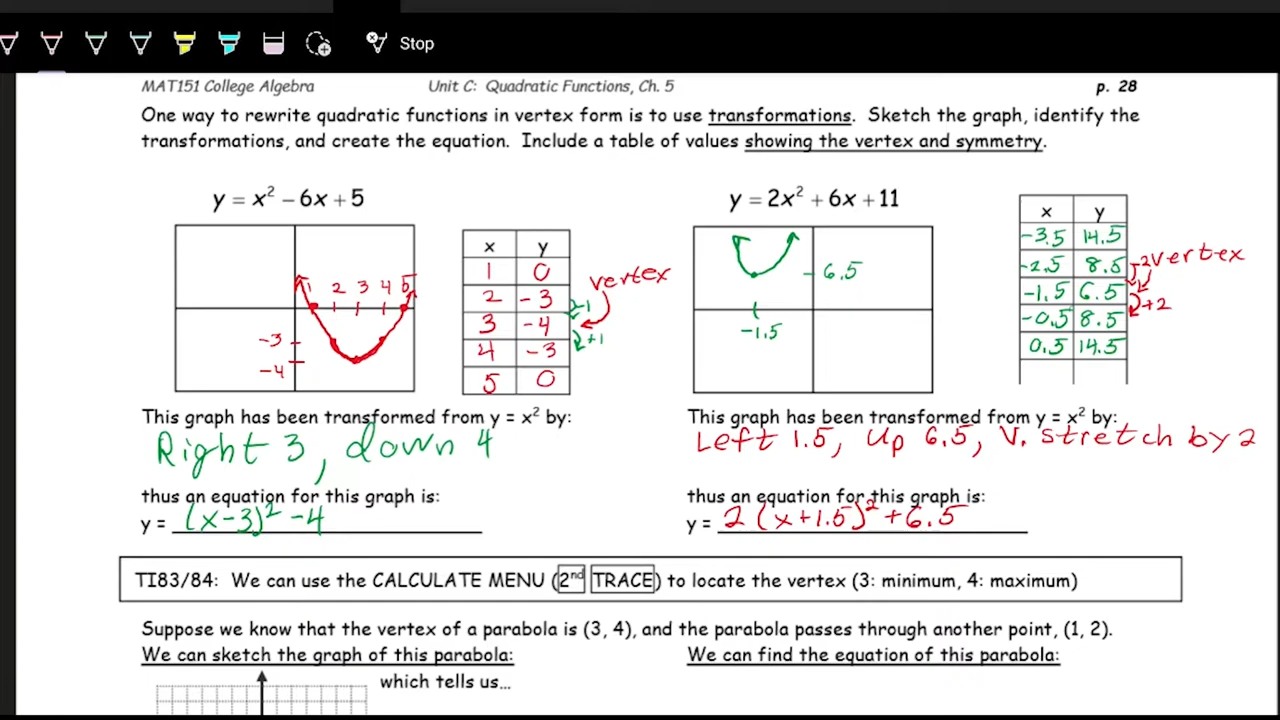 Stop
MAT151 College Algebra Unit C: Quadratic Functions, Ch. 5 p. 28
One way to rewrite quadratic functions in vertex form is to use transformations. Sketch the graph, identify the
transformations, and create the equation. Include a table of values showing the vertex and symmetry.
y = x² − 6x + 5
1 2 3 4 5
-3
-4
x y
1 0
2 -3
3 -4
4 -3
5 0
vertex
-1
+1
This graph has been transformed from y = x² by:
Right 3, down 4
thus an equation for this graph is:
y = (x-3)² -4
y = 2x² + 6x + 11
6.5
-1.5
x y
-3.5 14.5
-2.5 8.5
-1.5 6.5
-0.5 8.5
0.5 14.5
-2
vertex
+2
This graph has been transformed from y = x² by:
Left 1.5, Up 6.5, V. stretch by 2
thus an equation for this graph is:
y = 2 (x+1.5)² +6.5
TI83/84: We can use the CALCULATE MENU (2nd TRACE) to locate the vertex (3: minimum, 4: maximum)
Suppose we know that the vertex of a parabola is (3, 4), and the parabola passes through another point, (1, 2).
We can sketch the graph of this parabola: We can find the equation of this parabola:
which tells us...